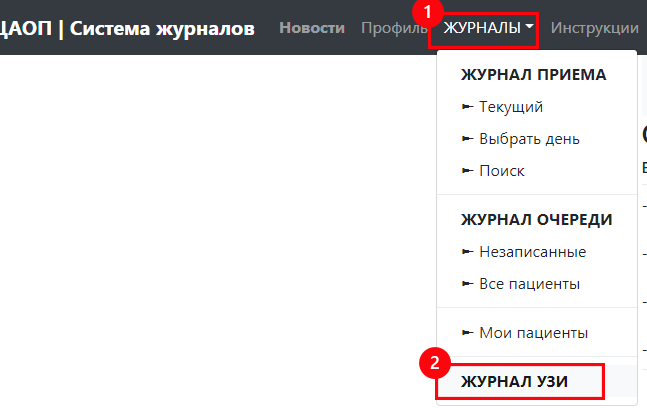 ЦАОП | Система журналов Новости Профиль ЖУРНАЛЫ Инструкции
1
ЖУРНАЛ ПРИЕМА
Текущий
Выбрать день
Поиск
ЖУРНАЛ ОЧЕРЕДИ
Незаписанные
Все пациенты
Мои пациенты
2
ЖУРНАЛ УЗИ